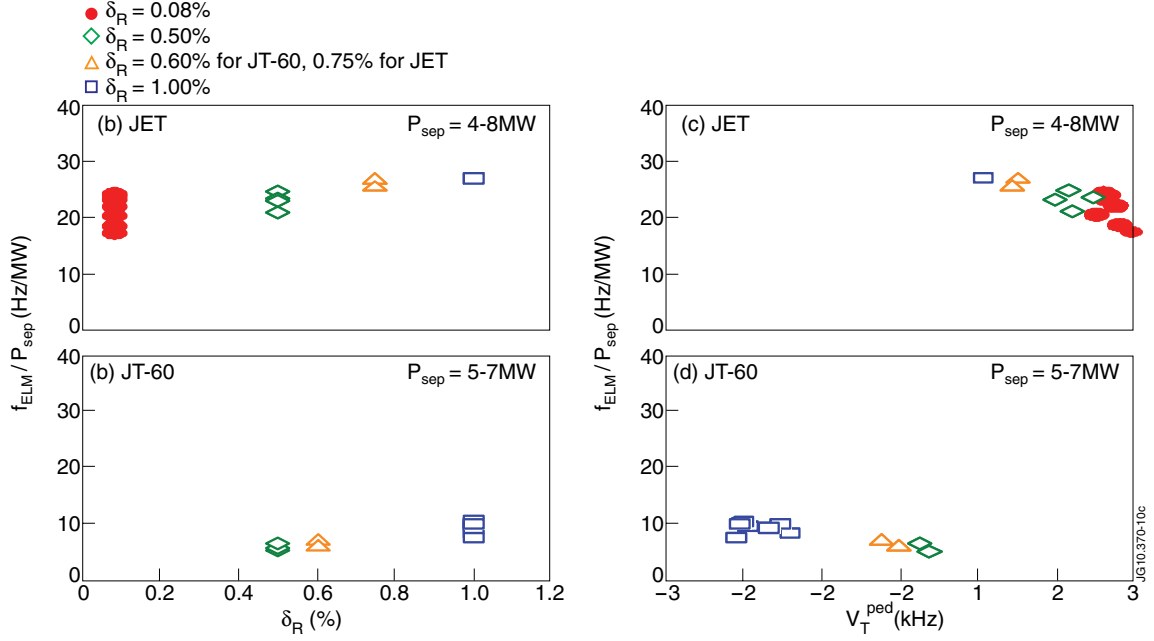 δR = 0.08%
δR = 0.50%
δR = 0.60% for JT-60, 0.75% for JET
δR = 1.00%
40
(b) JET
Psep = 4-8MW
30
20
10
0
fELM / Psep (Hz/MW)
40
(c) JET
Psep = 4-8MW
30
20
10
0
fELM / Psep (Hz/MW)
40
(b) JT-60
Psep = 5-7MW
30
20
10
0
0 0.2 0.4 0.6 0.8 1.0 1.2
δR (%)
40
(d) JT-60
Psep = 5-7MW
30
20
10
0
−3 −2 −2 −2 2 3
VTped(kHz)
JG10.370-10c